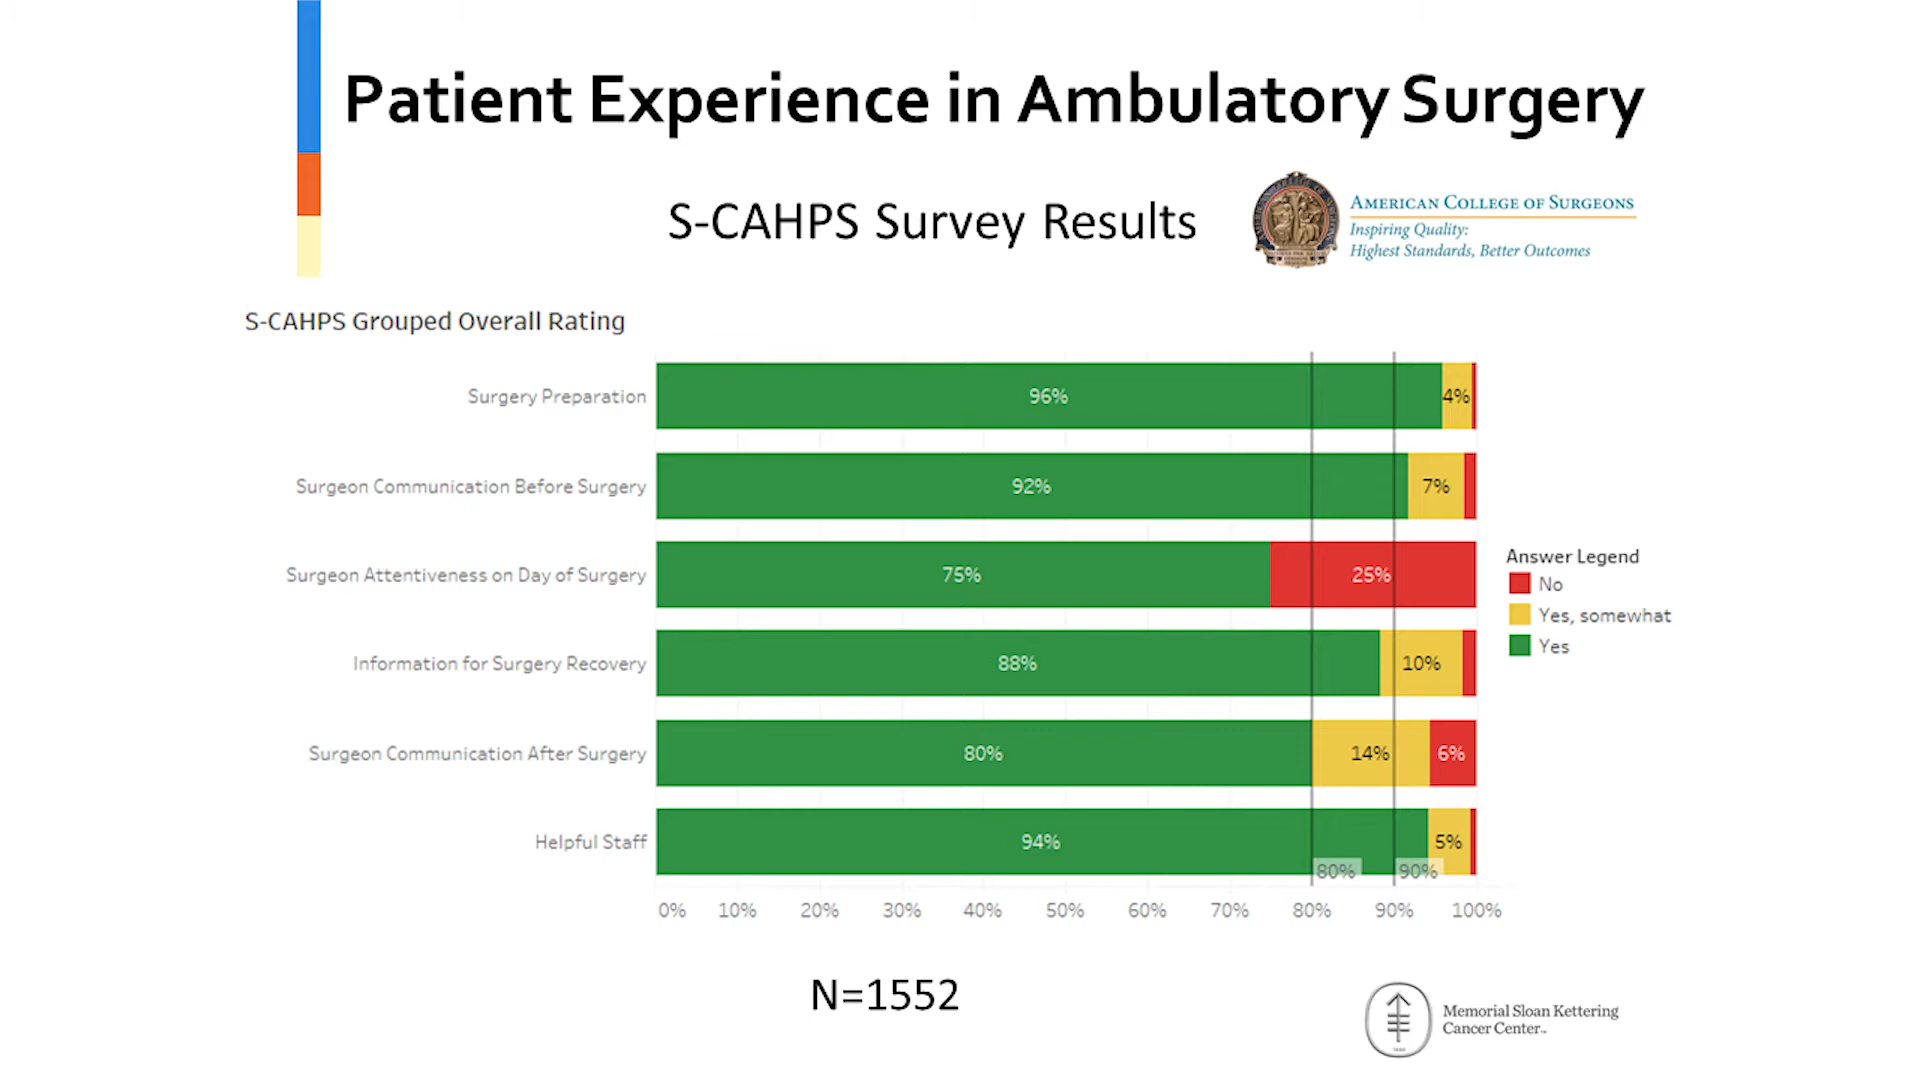 Patient Experience in Ambulatory Surgery
S-CAHPS Survey Results
AMERICAN COLLEGE OF SURGEONS
Inspiring Quality:
Highest Standards, Better Outcomes
S-CAHPS Grouped Overall Rating
Surgery Preparation 96% 4%
Surgeon Communication Before Surgery 92% 7%
Surgeon Attentiveness on Day of Surgery 75% 25%
Information for Surgery Recovery 88% 10%
Surgeon Communication After Surgery 80% 14% 6%
Helpful Staff 94% 5%
80% 90%
0% 10% 20% 30% 40% 50% 60% 70% 80% 90% 100%
Answer Legend
No
Yes, somewhat
Yes
N=1552
Memorial Sloan Kettering
Cancer Center™